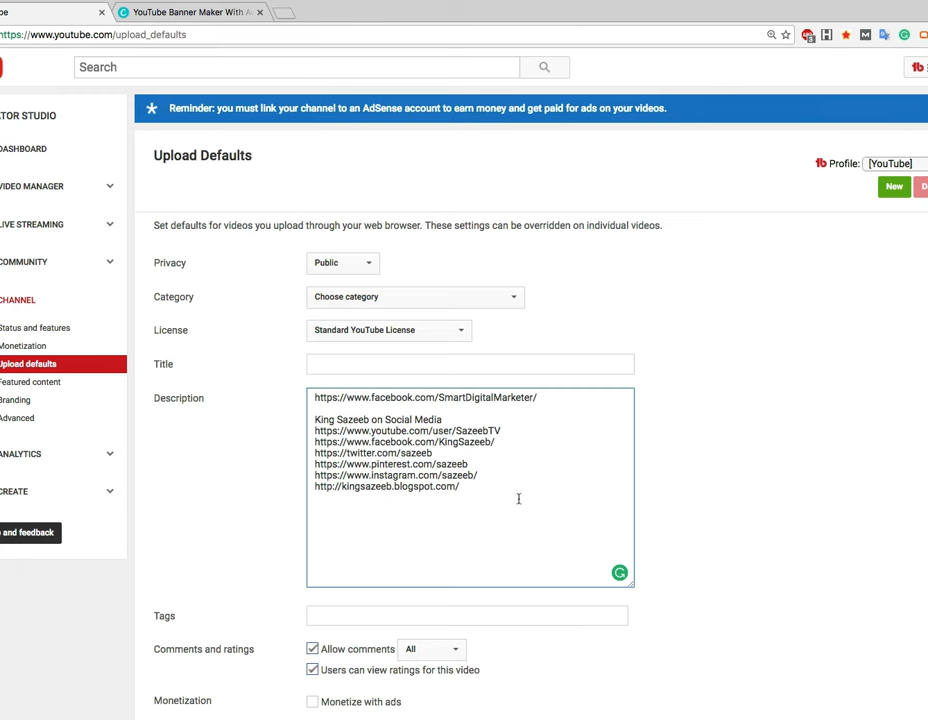 YouTube Banner Maker With A
https://www.youtube.com/upload_defaults
Search
Reminder: you must link your channel to an AdSense account to earn money and get paid for ads on your videos.
ATOR STUDIO
DASHBOARD
VIDEO MANAGER
LIVE STREAMING
COMMUNITY
CHANNEL
Status and features
Monetization
Upload defaults
Featured content
Branding
Advanced
ANALYTICS
CREATE
and feedback
Upload Defaults
tb Profile: [YouTube]
New
Set defaults for videos you upload through your web browser. These settings can be overridden on individual videos.
Privacy
Public
Category
Choose category
License
Standard YouTube License
Title
Description
https://www.facebook.com/SmartDigitalMarketer/
King Sazeeb on Social Media
https://www.youtube.com/user/SazeebTV
https://www.facebook.com/KingSazeeb/
https://twitter.com/sazeeb
https://www.pinterest.com/sazeeb
https://www.instagram.com/sazeeb/
http://kingsazeeb.blogspot.com/
Tags
Comments and ratings
Allow comments
All
Users can view ratings for this video
Monetization
Monetize with ads